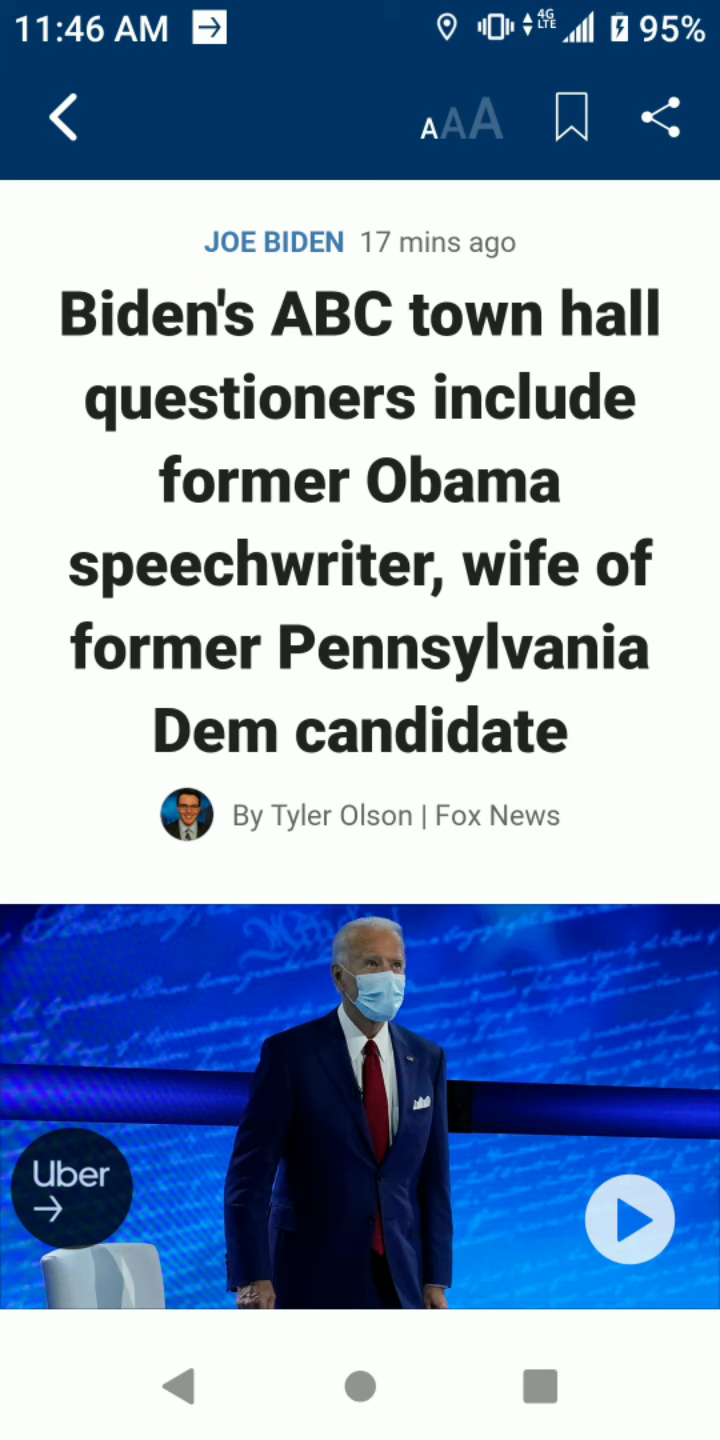 11:46 AM 4G LTE 95%
AAA
JOE BIDEN 17 mins ago
Biden's ABC town hall
questioners include
former Obama
speechwriter, wife of
former Pennsylvania
Dem candidate
By Tyler Olson | Fox News
Uber